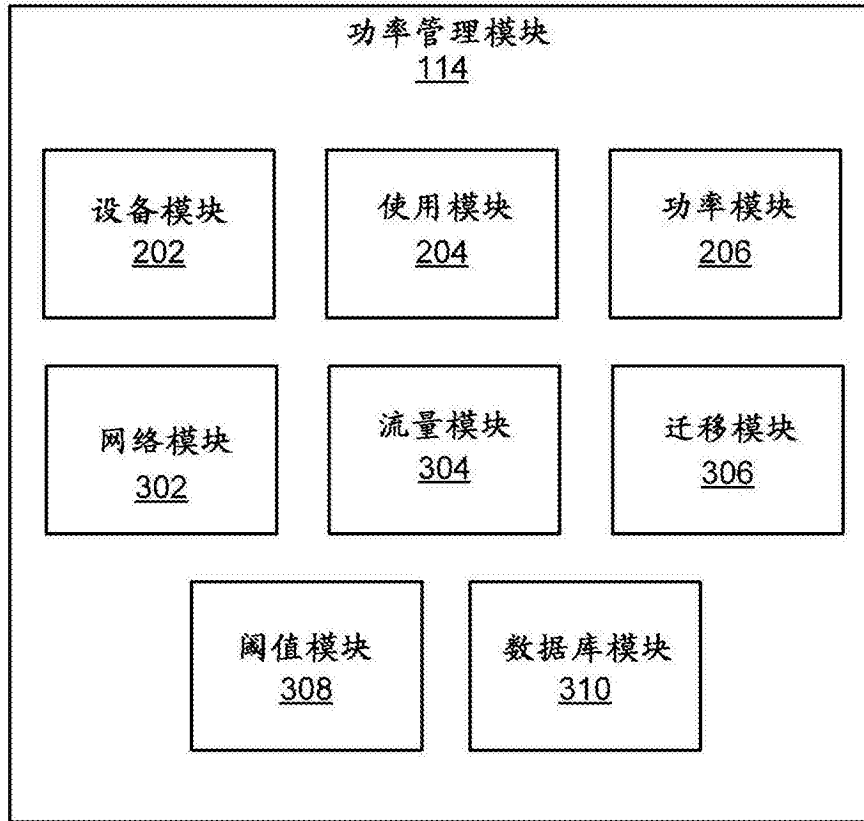 功率管理模块
114
设备模块
202
使用模块
204
功率模块
206
网络模块
302
流量模块
304
迁移模块
306
阈值模块
308
数据库模块
310